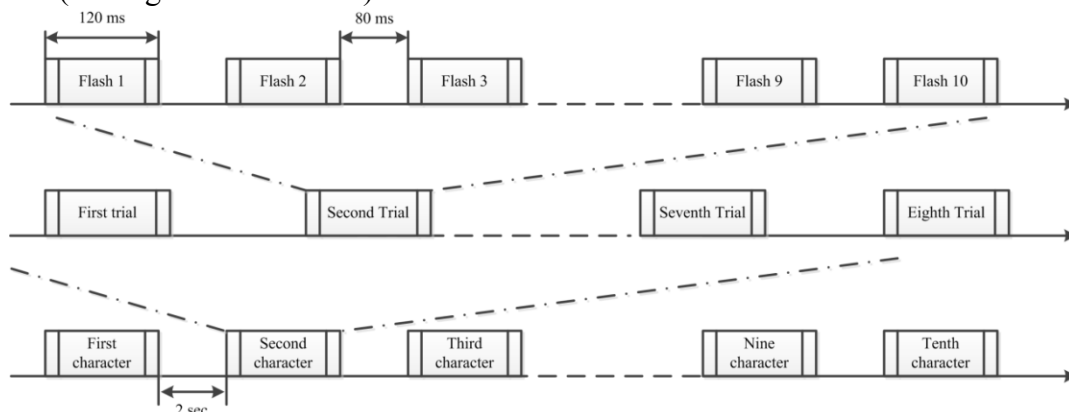 120 ms
80 ms
Flash 1
Flash 2
Flash 3
Flash 9
Flash 10
First trial
Second Trial
Seventh Trial
Eighth Trial
First
character
Second
character
Third
character
Nine
character
Tenth
character
2 sec